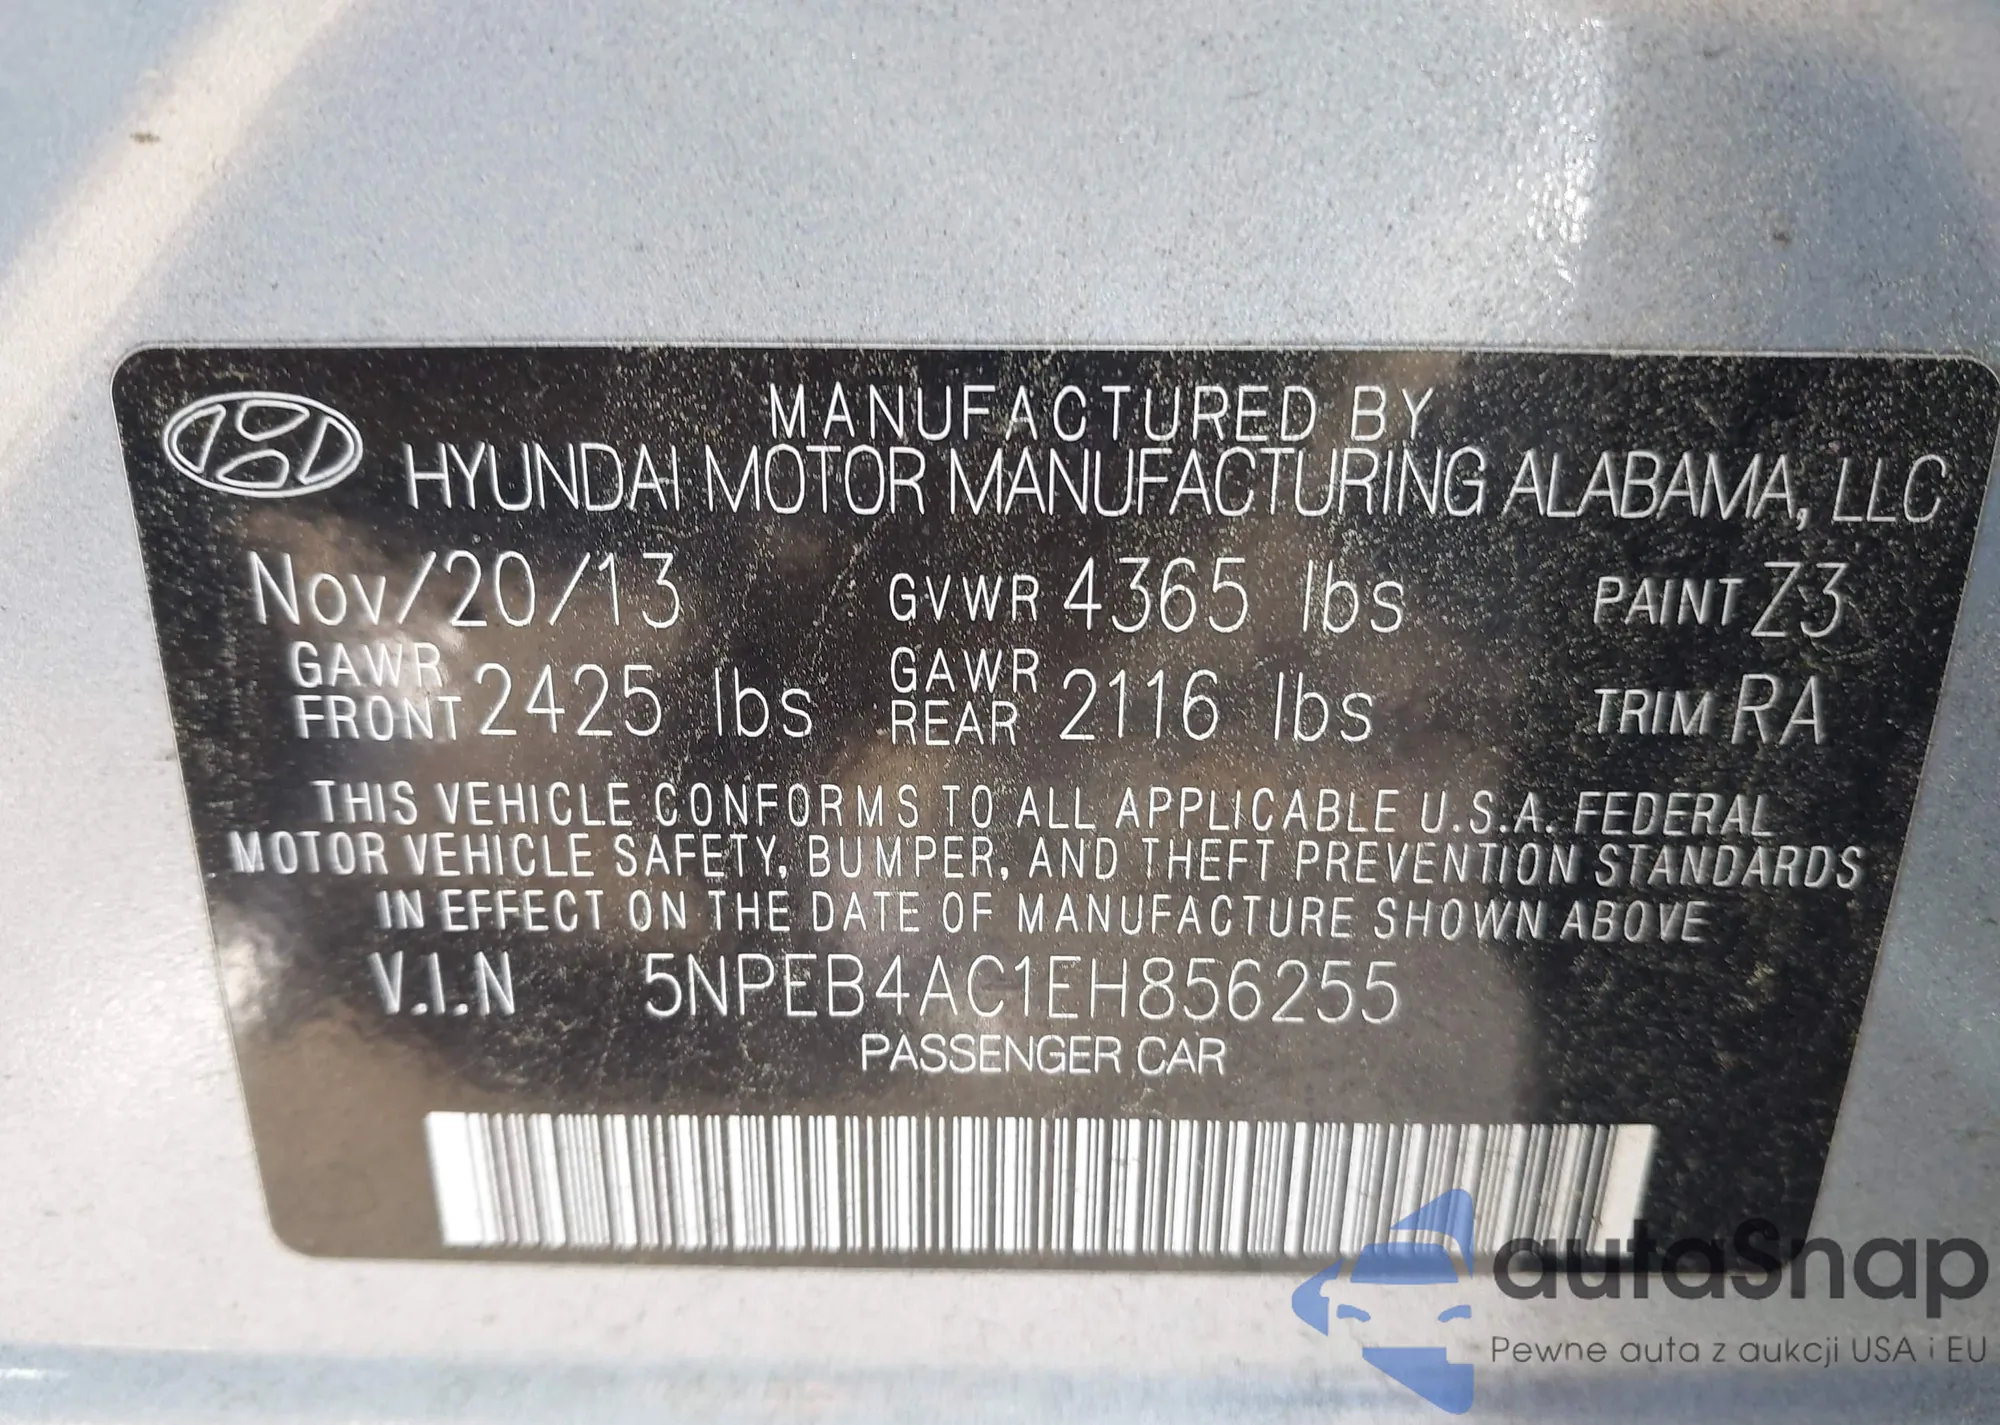 MANUFACTURED BY
HYUNDAI MOTOR MANUFACTURING ALABAMA, LLC
Nov/20/13 GVWR 4365 lbs PAINT Z3
GAWR FRONT 2425 lbs GAWR REAR 2116 lbs TRIM RA
THIS VEHICLE CONFORMS TO ALL APPLICABLE U.S.A. FEDERAL
MOTOR VEHICLE SAFETY, BUMPER, AND THEFT PREVENTION STANDARDS
IN EFFECT ON THE DATE OF MANUFACTURE SHOWN ABOVE
V.I.N 5NPEB4AC1EH856255
PASSENGER CAR
autaSnap
Pewne auta z aukcji USA i EU